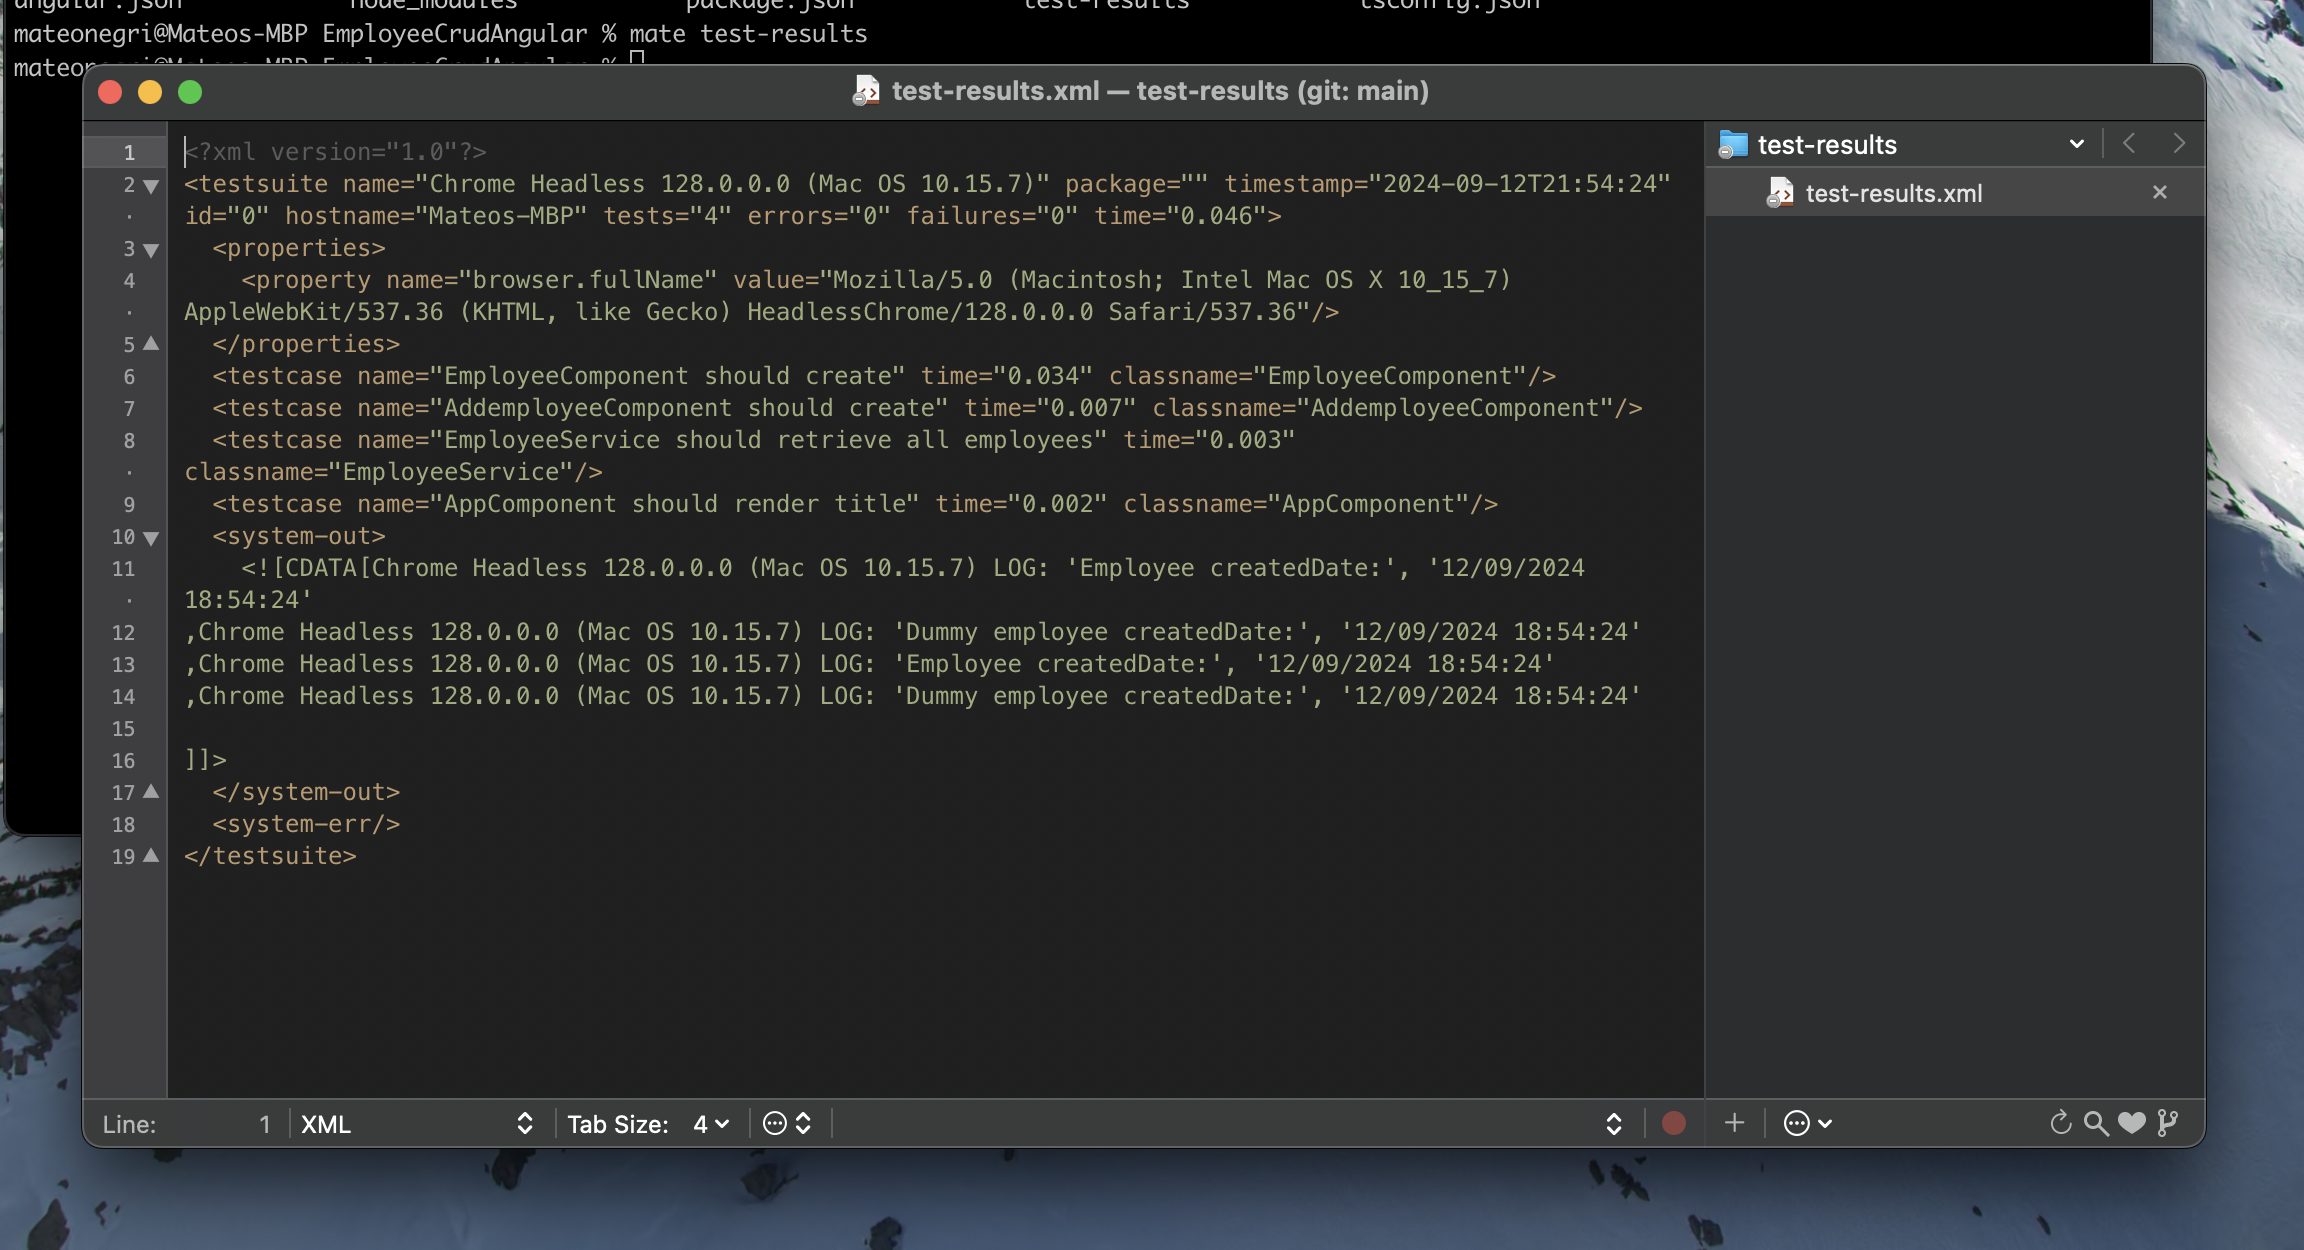 angular.json node_modules package.json test-results tsconfig.json
mateonegri@Mateos-MBP EmployeeCrudAngular % mate test-results
mateonegri@Mateos-MBP EmployeeCrudAngular %
test-results.xml — test-results (git: main)
1 <?xml version="1.0"?>
2 <testsuite name="Chrome Headless 128.0.0.0 (Mac OS 10.15.7)" package="" timestamp="2024-09-12T21:54:24"
id="0" hostname="Mateos-MBP" tests="4" errors="0" failures="0" time="0.046">
3 <properties>
4 <property name="browser.fullName" value="Mozilla/5.0 (Macintosh; Intel Mac OS X 10_15_7)
AppleWebKit/537.36 (KHTML, like Gecko) HeadlessChrome/128.0.0.0 Safari/537.36"/>
5 </properties>
6 <testcase name="EmployeeComponent should create" time="0.034" classname="EmployeeComponent"/>
7 <testcase name="AddemployeeComponent should create" time="0.007" classname="AddemployeeComponent"/>
8 <testcase name="EmployeeService should retrieve all employees" time="0.003"
classname="EmployeeService"/>
9 <testcase name="AppComponent should render title" time="0.002" classname="AppComponent"/>
10 <system-out>
11 <![CDATA[Chrome Headless 128.0.0.0 (Mac OS 10.15.7) LOG: 'Employee createdDate:', '12/09/2024
18:54:24'
12 ,Chrome Headless 128.0.0.0 (Mac OS 10.15.7) LOG: 'Dummy employee createdDate:', '12/09/2024 18:54:24'
13 ,Chrome Headless 128.0.0.0 (Mac OS 10.15.7) LOG: 'Employee createdDate:', '12/09/2024 18:54:24'
14 ,Chrome Headless 128.0.0.0 (Mac OS 10.15.7) LOG: 'Dummy employee createdDate:', '12/09/2024 18:54:24'
15
16 ]]>
17 </system-out>
18 <system-err/>
19 </testsuite>
test-results
test-results.xml
Line: 1 XML Tab Size: 4